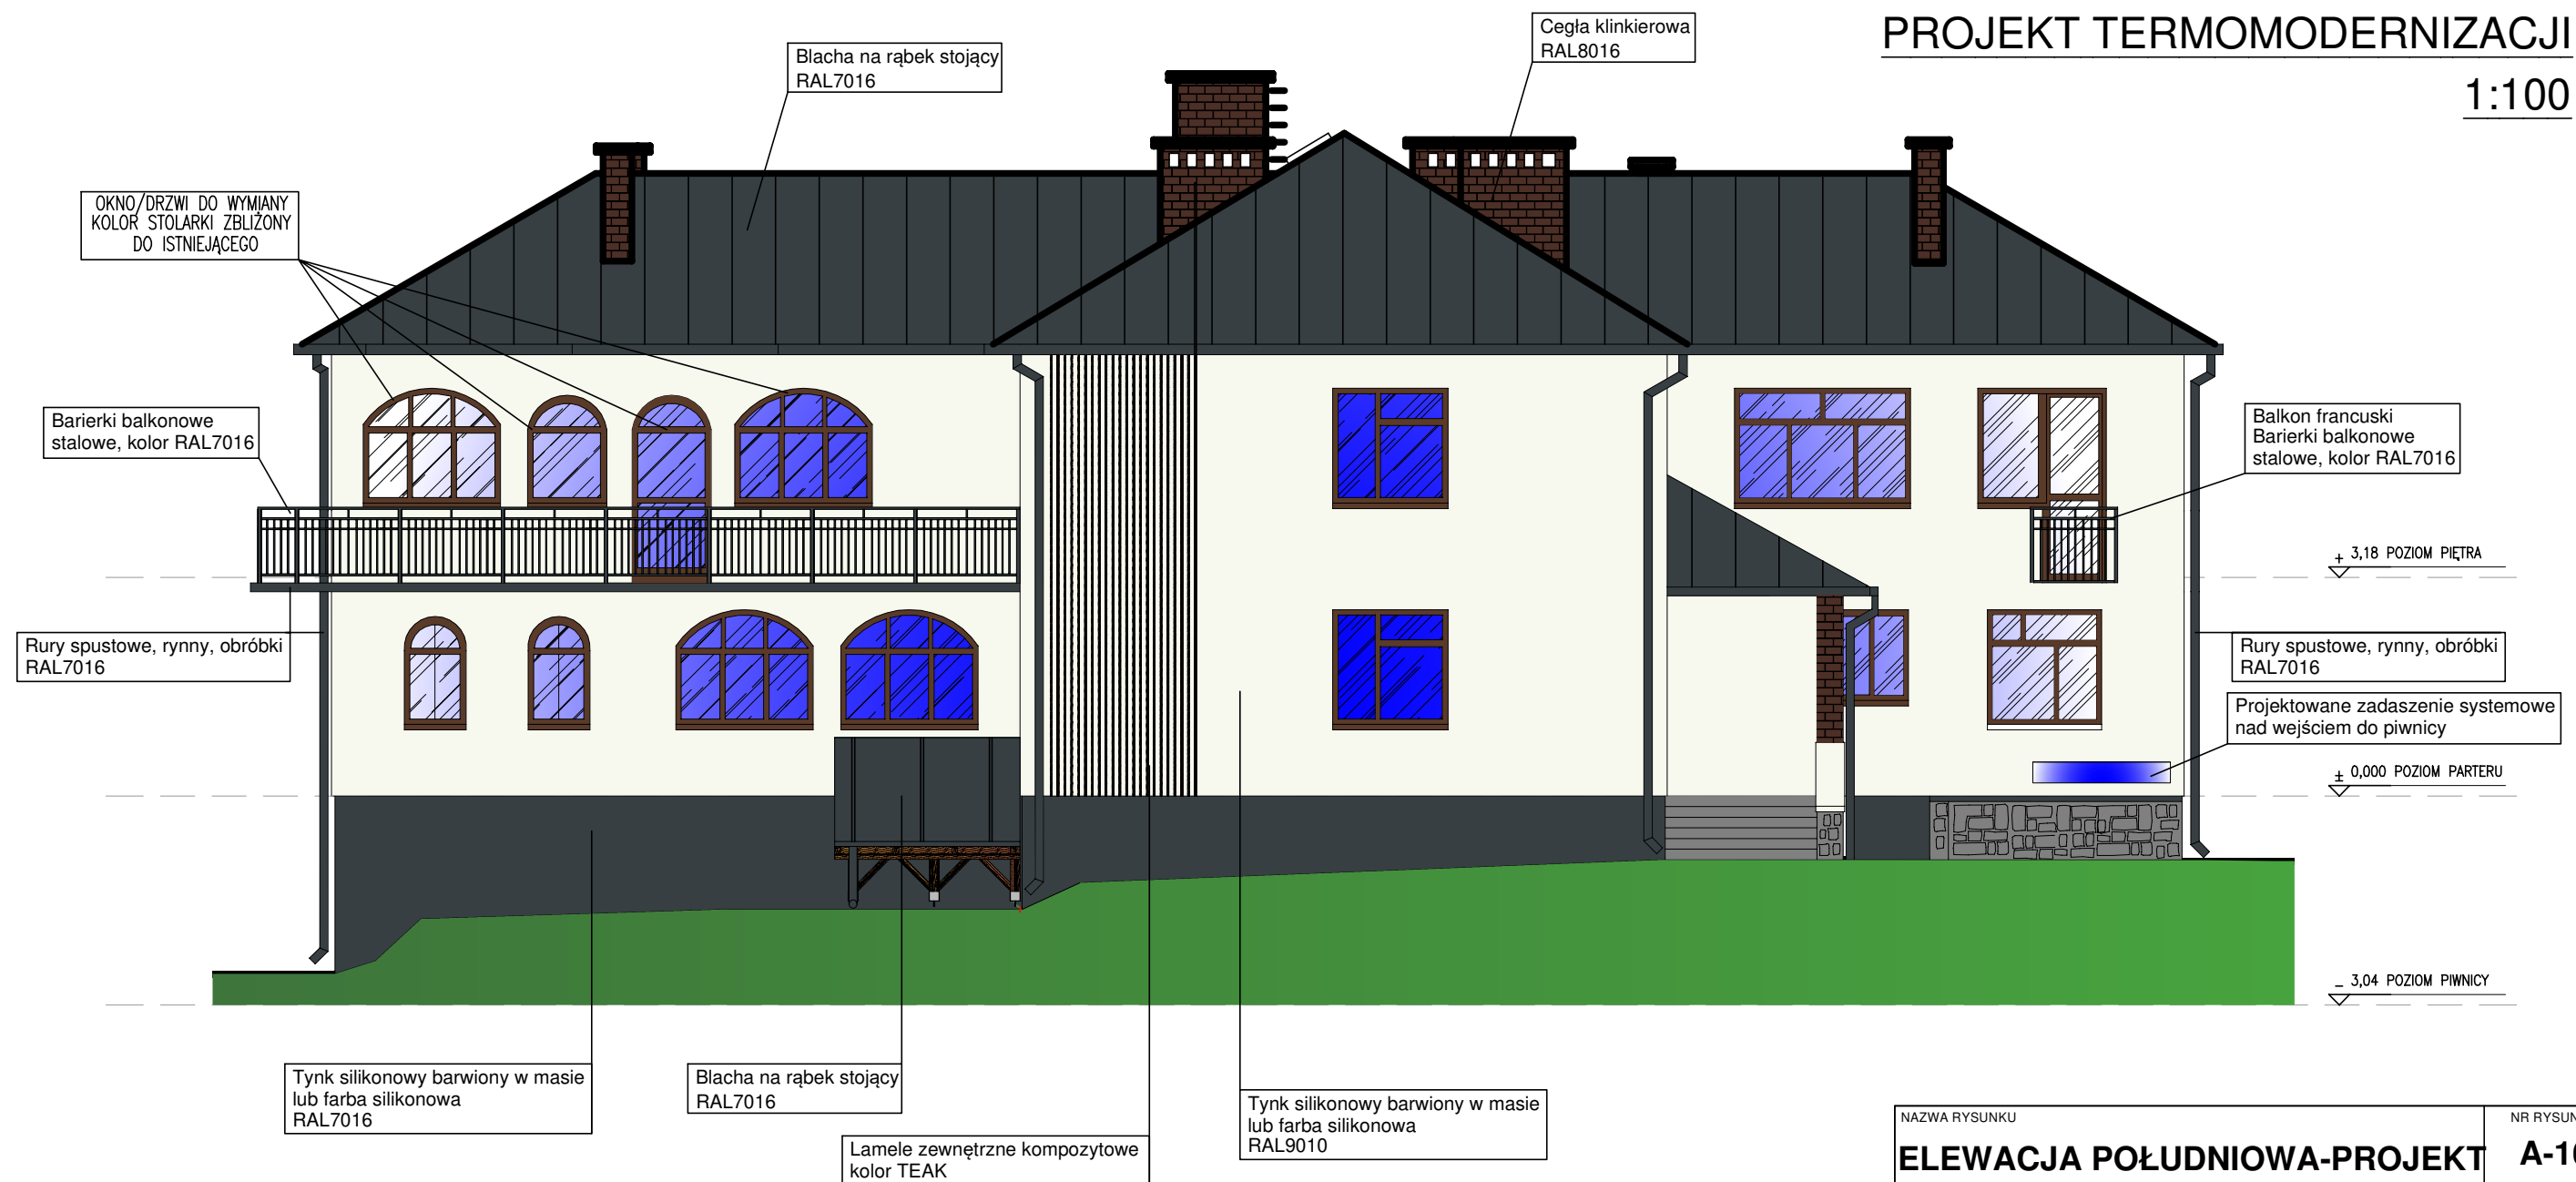 PROJEKT TERMOMODERNIZACJI
1:100
Blacha na rąbek stojący
RAL7016
Cegła klinkierowa
RAL8016
OKNO/DRZWI DO WYMIANY
KOLOR STOLARKI ZBLIŻONY
DO ISTNIEJĄCEGO
Barierki balkonowe
stalowe, kolor RAL7016
Balkon francuski
Barierki balkonowe
stalowe, kolor RAL7016
+ 3,18 POZIOM PIĘTRA
Rury spustowe, rynny, obróbki
RAL7016
Rury spustowe, rynny, obróbki
RAL7016
Projektowane zadaszenie systemowe
nad wejściem do piwnicy
± 0,000 POZIOM PARTERU
- 3,04 POZIOM PIWNICY
Tynk silikonowy barwiony w masie
lub farba silikonowa
RAL7016
Blacha na rąbek stojący
RAL7016
Tynk silikonowy barwiony w masie
lub farba silikonowa
RAL9010
Lamele zewnętrzne kompozytowe
kolor TEAK
NAZWA RYSUNKU
ELEWACJA POŁUDNIOWA-PROJEKT
NR RYSUN
A-10